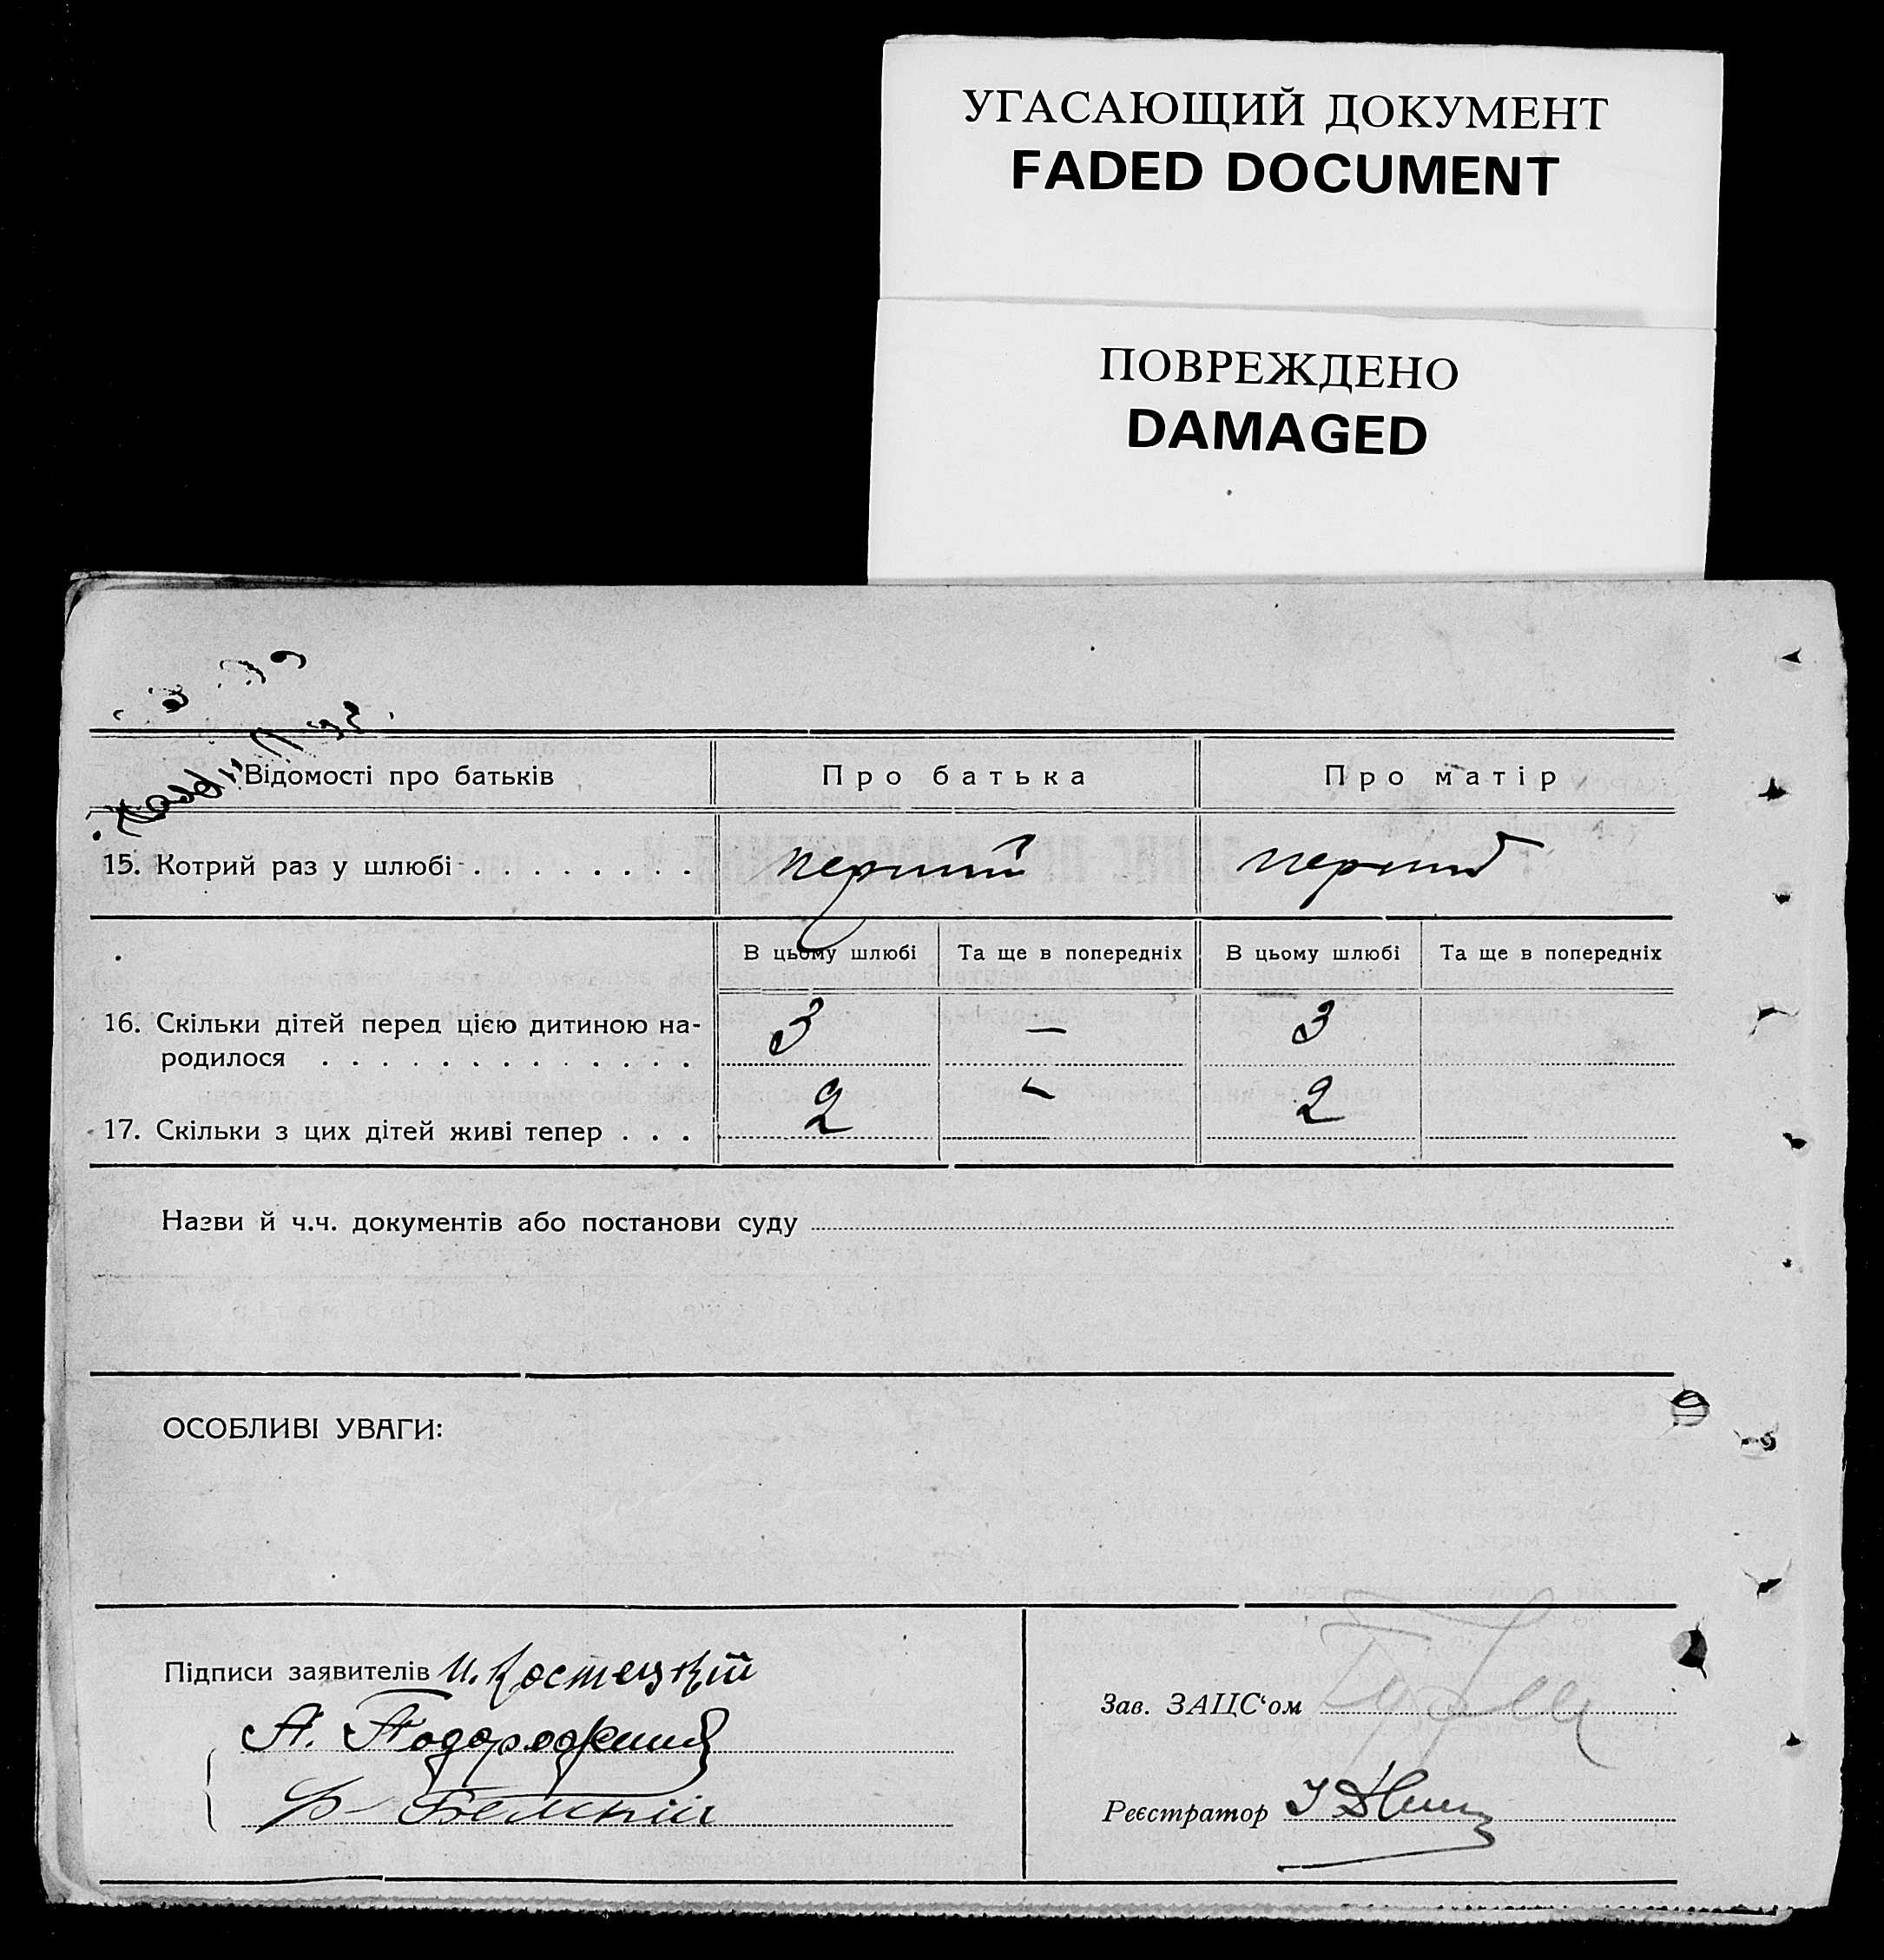 УГАСАЮЩИЙ ДОКУМЕНТ
FADED DOCUMENT
ПОВРЕЖДЕНО
DAMAGED
Відомості про батьків
Про батька
Про матір
15. Котрий раз у шлюбі . . . . . . . .
перший
перший
В цьому шлюбі
Та ще в попередніх
В цьому шлюбі
Та ще в попередніх
16. Скільки дітей перед цією дитиною на-
родилося . . . . . . . . . . . . .
3 — 3
17. Скільки з цих дітей живі тепер . . .
2 - 2
Назви й ч.ч. документів або постанови суду
ОСОБЛИВІ УВАГИ:
Підписи заявителів И. Костецкій
Зав. ЗАЦС‘ом
Реєстратор